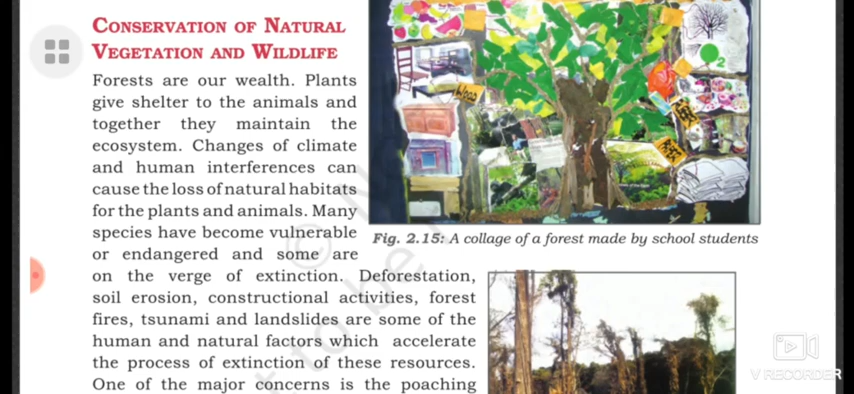 CONSERVATION OF NATURAL
VEGETATION AND WILDLIFE
Forests are our wealth. Plants
give shelter to the animals and
together they maintain the
ecosystem. Changes of climate
and human interferences can
cause the loss of natural habitats
for the plants and animals. Many
species have become vulnerable
or endangered and some are
on the verge of extinction. Deforestation,
soil erosion, constructional activities, forest
fires, tsunami and landslides are some of the
human and natural factors which accelerate
the process of extinction of these resources.
One of the major concerns is the poaching
WOOD
Fig. 2.15: A collage of a forest made by school students
V RECORDER